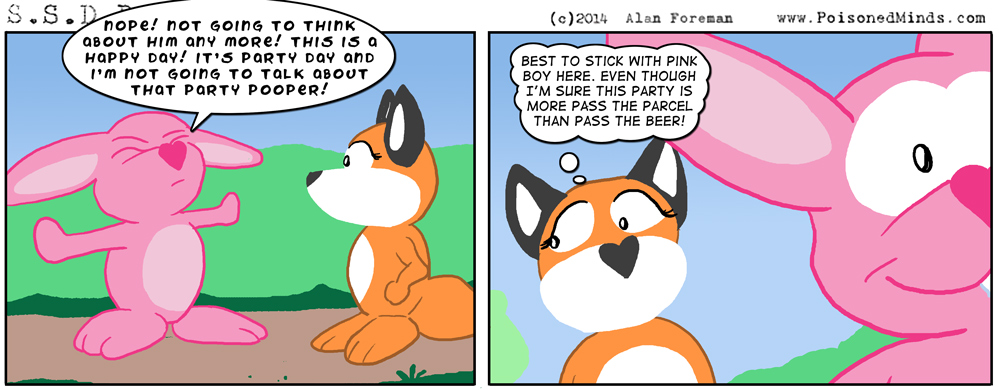 S.S.D.
(c)2014 Alan Foreman www.PoisonedMinds.com
NOPE! NOT GOING TO THINK
ABOUT HIM ANY MORE! THIS IS A
HAPPY DAY! IT'S PARTY DAY AND
I'M NOT GOING TO TALK ABOUT
THAT PARTY POOPER!
BEST TO STICK WITH PINK
BOY HERE. EVEN THOUGH
I'M SURE THIS PARTY IS
MORE PASS THE PARCEL
THAN PASS THE BEER!